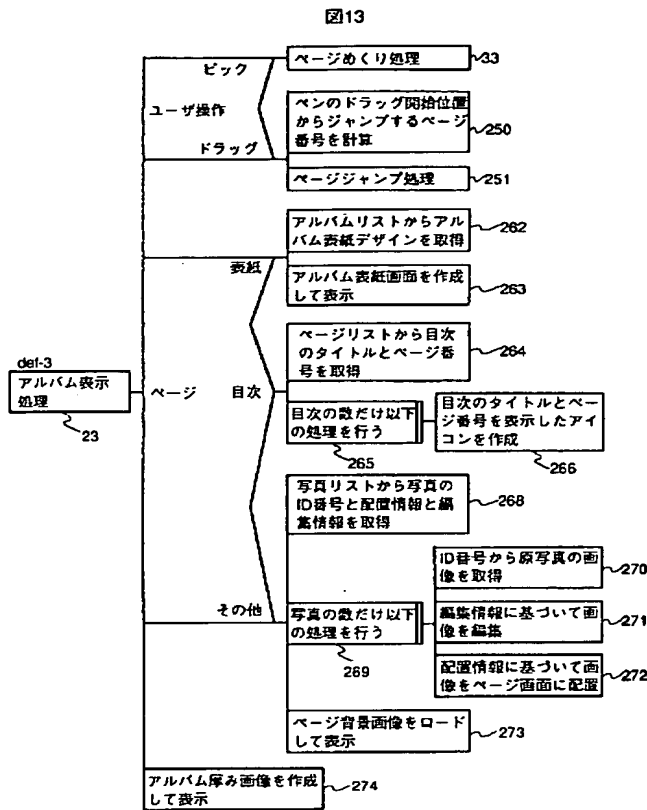 図13
ピック
ページめくり処理
33
ユーザ操作
ペンのドラッグ開始位置
からジャンプするページ
番号を計算
250
ドラッグ
ページジャンプ処理
251
アルバムリストからアル
バム表紙デザインを取得
262
表紙
アルバム表紙画面を作成
して表示
263
ページリストから目次
のタイトルとページ番
号を取得
264
def-3
アルバム表示
処理
23
ページ
目次
目次の数だけ以下
の処理を行う
265
目次のタイトルとペー
ジ番号を表示したアイ
コンを作成
266
写真リストから写真の
ID番号と配置情報と編
集情報を取得
268
その他
写真の数だけ以下
の処理を行う
269
ID番号から原写真の画
像を取得
270
編集情報に基づいて画
像を編集
271
配置情報に基づいて画
像をページ画面に配置
272
ページ背景画像をロード
して表示
273
アルバム厚み画像を作成
して表示
274